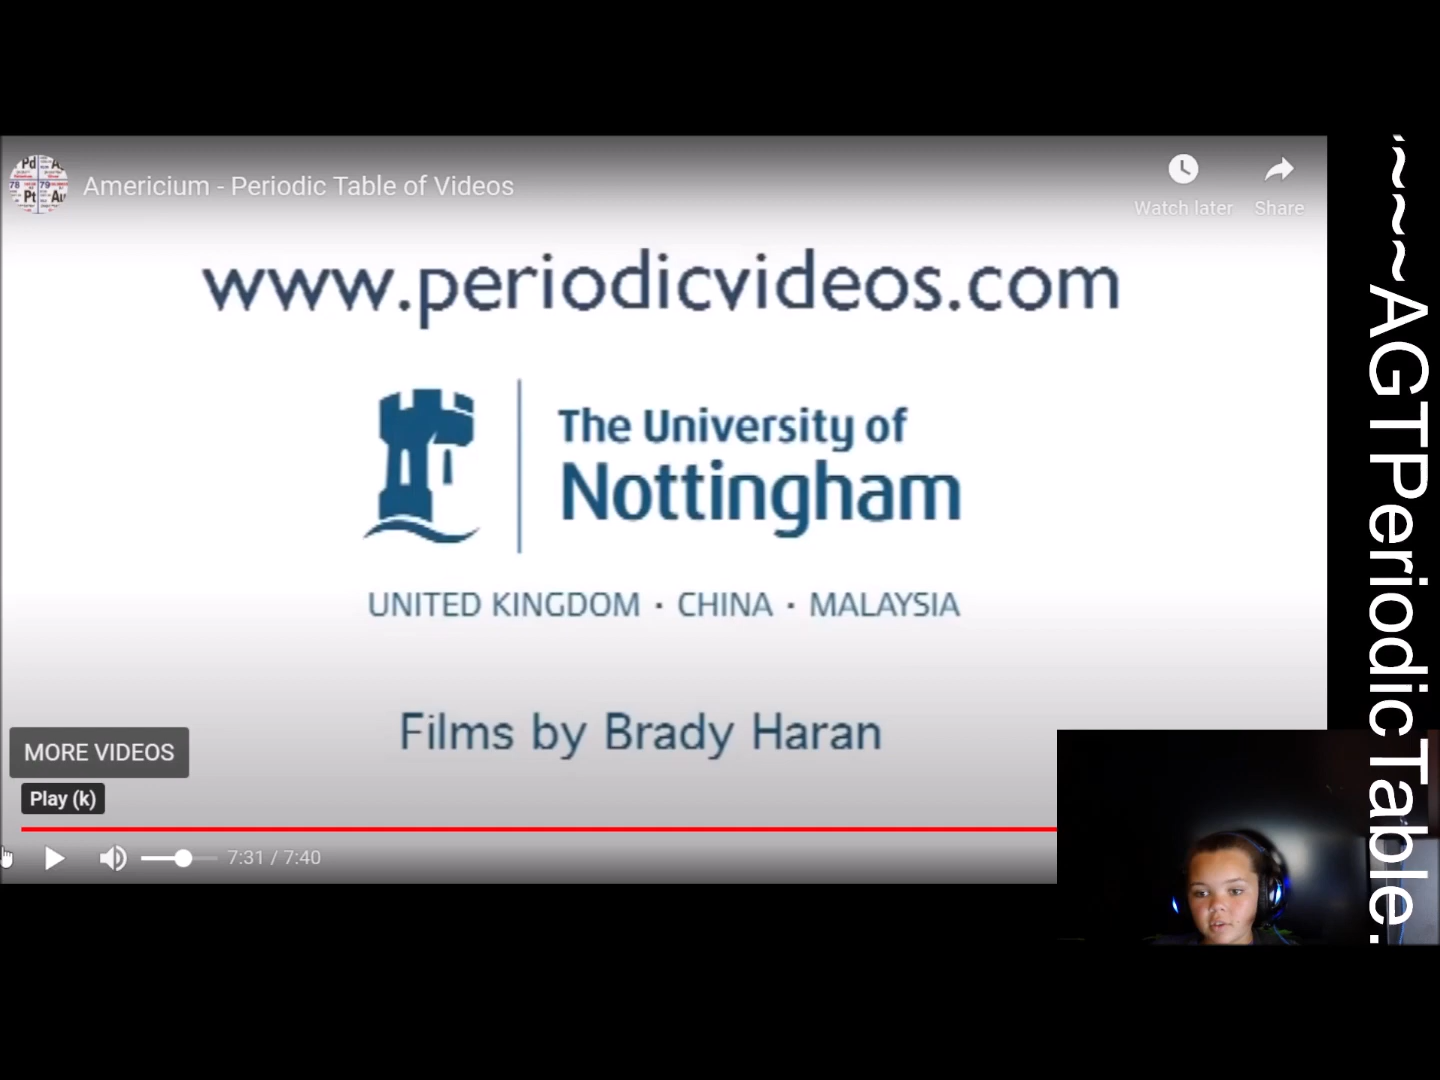 Americium - Periodic Table of Videos
Watch later
Share
www.periodicvideos.com
The University of
Nottingham
UNITED KINGDOM · CHINA · MALAYSIA
Films by Brady Haran
MORE VIDEOS
Play (k)
7:31 / 7:40
~~~~AGTPeriodicTable.